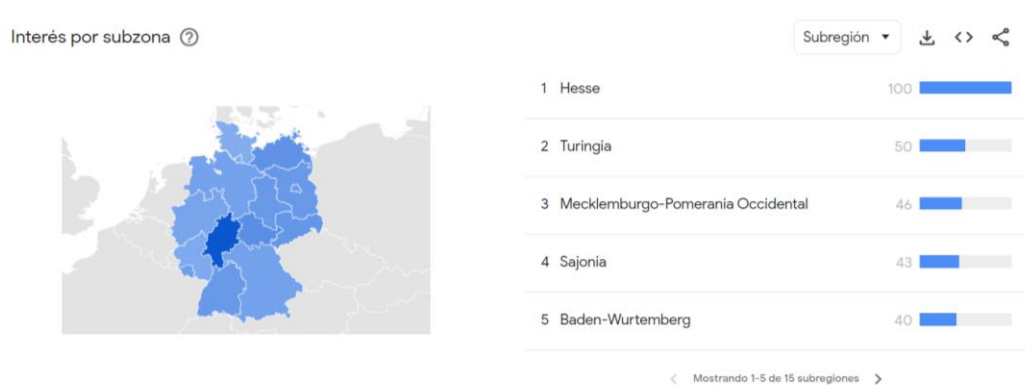 Interés por subzona
Subregión
1 Hesse 100
2 Turingia 50
3 Mecklemburgo-Pomerania Occidental 46
4 Sajonia 43
5 Baden-Wurtemberg 40
Mostrando 1-5 de 15 subregiones